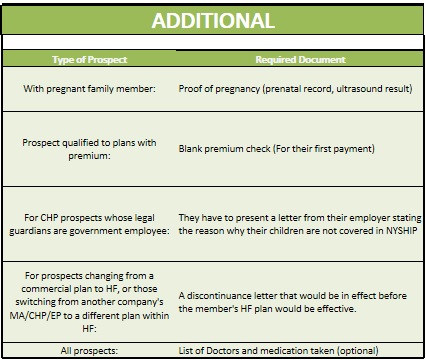 ADDITIONAL
Type of Prospect Required Document
With pregnant family member: Proof of pregnancy (prenatal record, ultrasound result)
Prospect qualified to plans with
premium:
Blank premium check (For their first payment)
For CHP prospects whose legal
guardians are government employee:
They have to present a letter from their employer stating
the reason why their children are not covered in NYSHIP
For prospects changing from a
commercial plan to HF, or those
switching from another company's
MA/CHP/EP to a different plan within
HF:
A discontinuance letter that would be in effect before
the member's HF plan would be effective.
All prospects: List of Doctors and medication taken (optional)